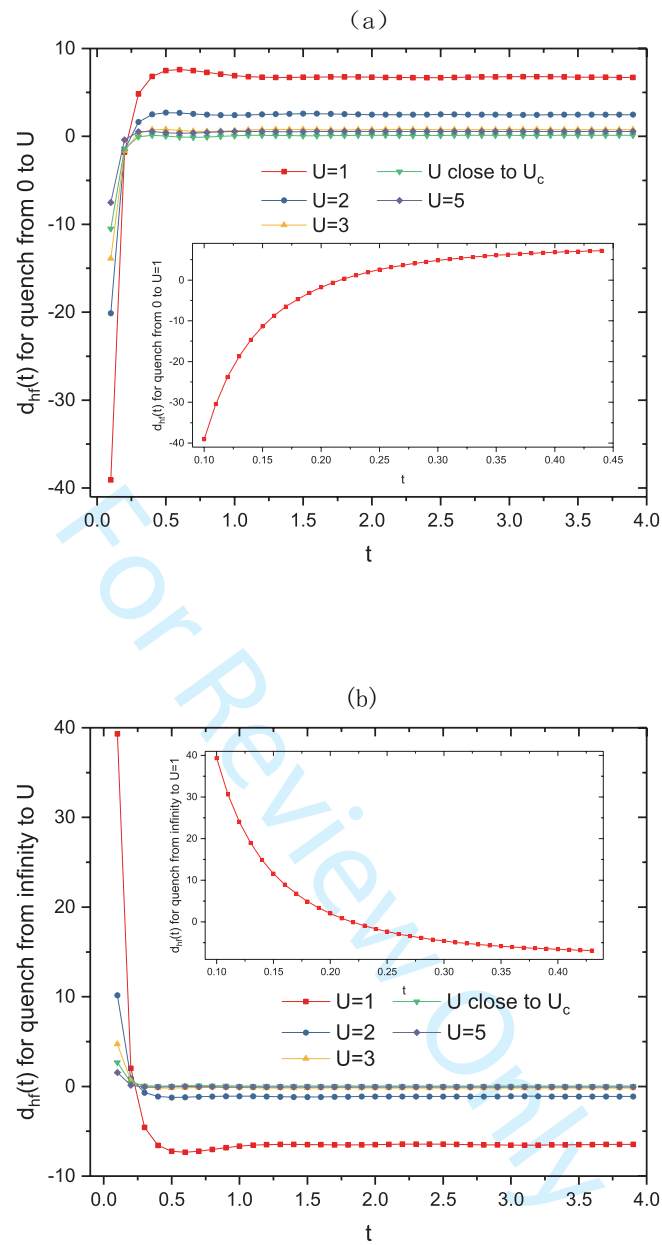 (a)
d_hf(t) for quench from 0 to U
10
0
-10
-20
-30
-40
U=1
U close to U_c
U=2
U=5
U=3
d_hf(t) for quench from 0 to U=1
0
-10
-20
-30
-40
0.10 0.15 0.20 0.25 0.30 0.35 0.40 0.45
t
0.0 0.5 1.0 1.5 2.0 2.5 3.0 3.5 4.0
t
For Review Only
(b)
d_hf(t) for quench from infinity to U
40
30
20
10
0
-10
d_hf(t) for quench from infinity to U=1
40
30
20
10
0
0.10 0.15 0.20 0.25 0.30 0.35 0.40
t
U=1
U close to U_c
U=2
U=5
U=3
0.0 0.5 1.0 1.5 2.0 2.5 3.0 3.5 4.0
t